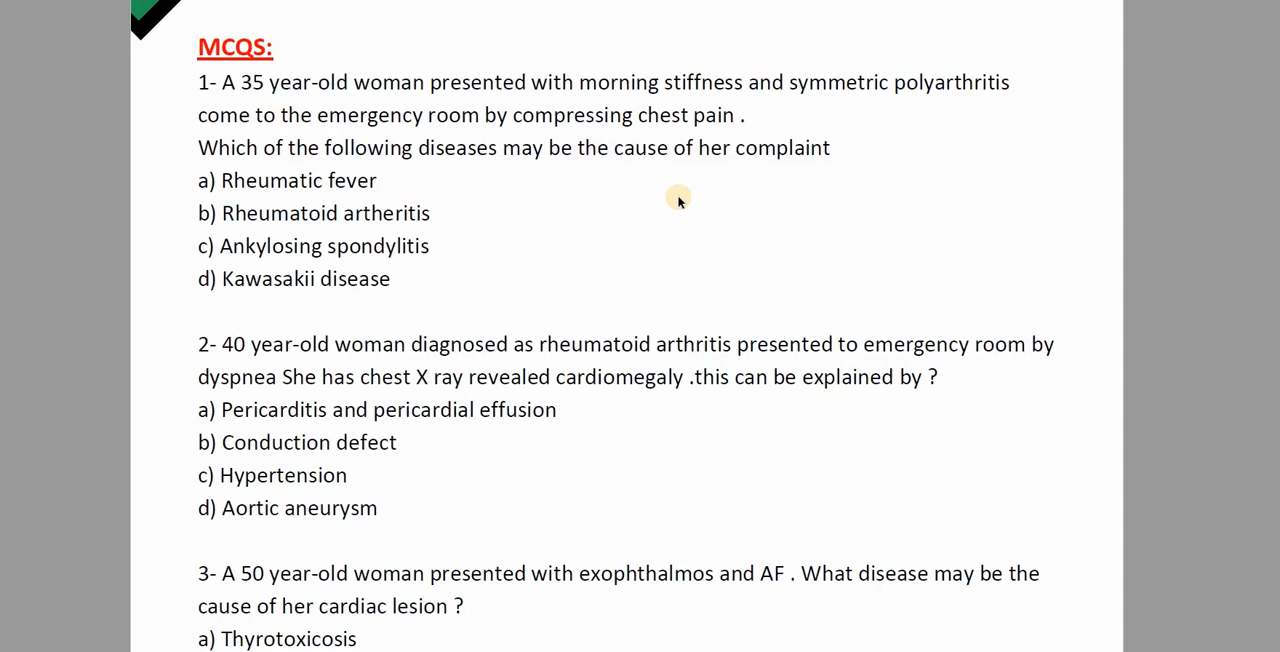 MCQS:
1- A 35 year-old woman presented with morning stiffness and symmetric polyarthritis
come to the emergency room by compressing chest pain .
Which of the following diseases may be the cause of her complaint
a) Rheumatic fever
b) Rheumatoid artheritis
c) Ankylosing spondylitis
d) Kawasakii disease
2- 40 year-old woman diagnosed as rheumatoid arthritis presented to emergency room by
dyspnea She has chest X ray revealed cardiomegaly .this can be explained by ?
a) Pericarditis and pericardial effusion
b) Conduction defect
c) Hypertension
d) Aortic aneurysm
3- A 50 year-old woman presented with exophthalmos and AF . What disease may be the
cause of her cardiac lesion ?
a) Thyrotoxicosis